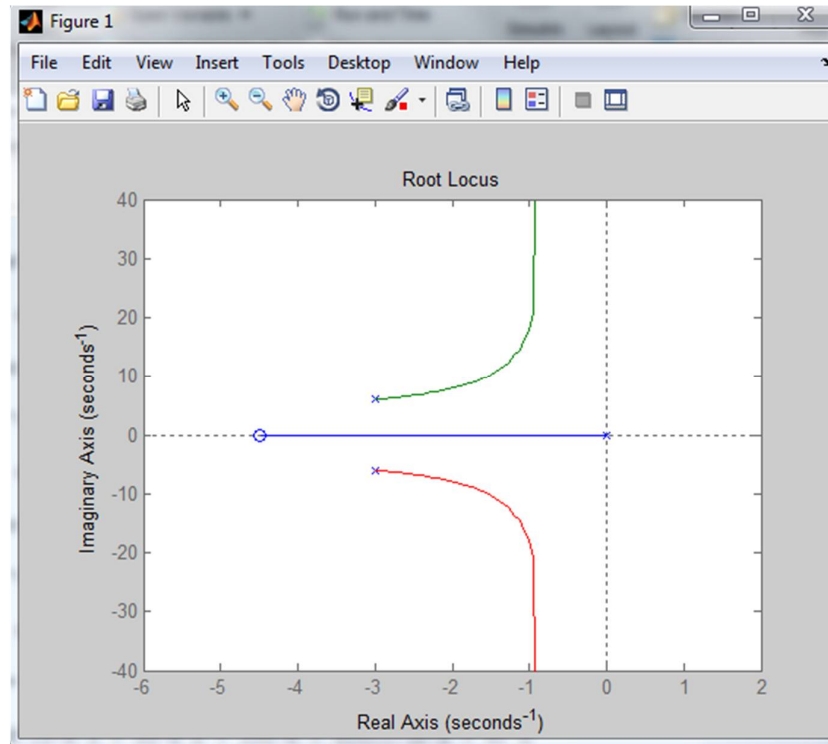 Figure 1
File Edit View Insert Tools Desktop Window Help
Root Locus
40
30
20
10
0
-10
-20
-30
-40
Imaginary Axis (seconds⁻¹)
-6 -5 -4 -3 -2 -1 0 1 2
Real Axis (seconds⁻¹)